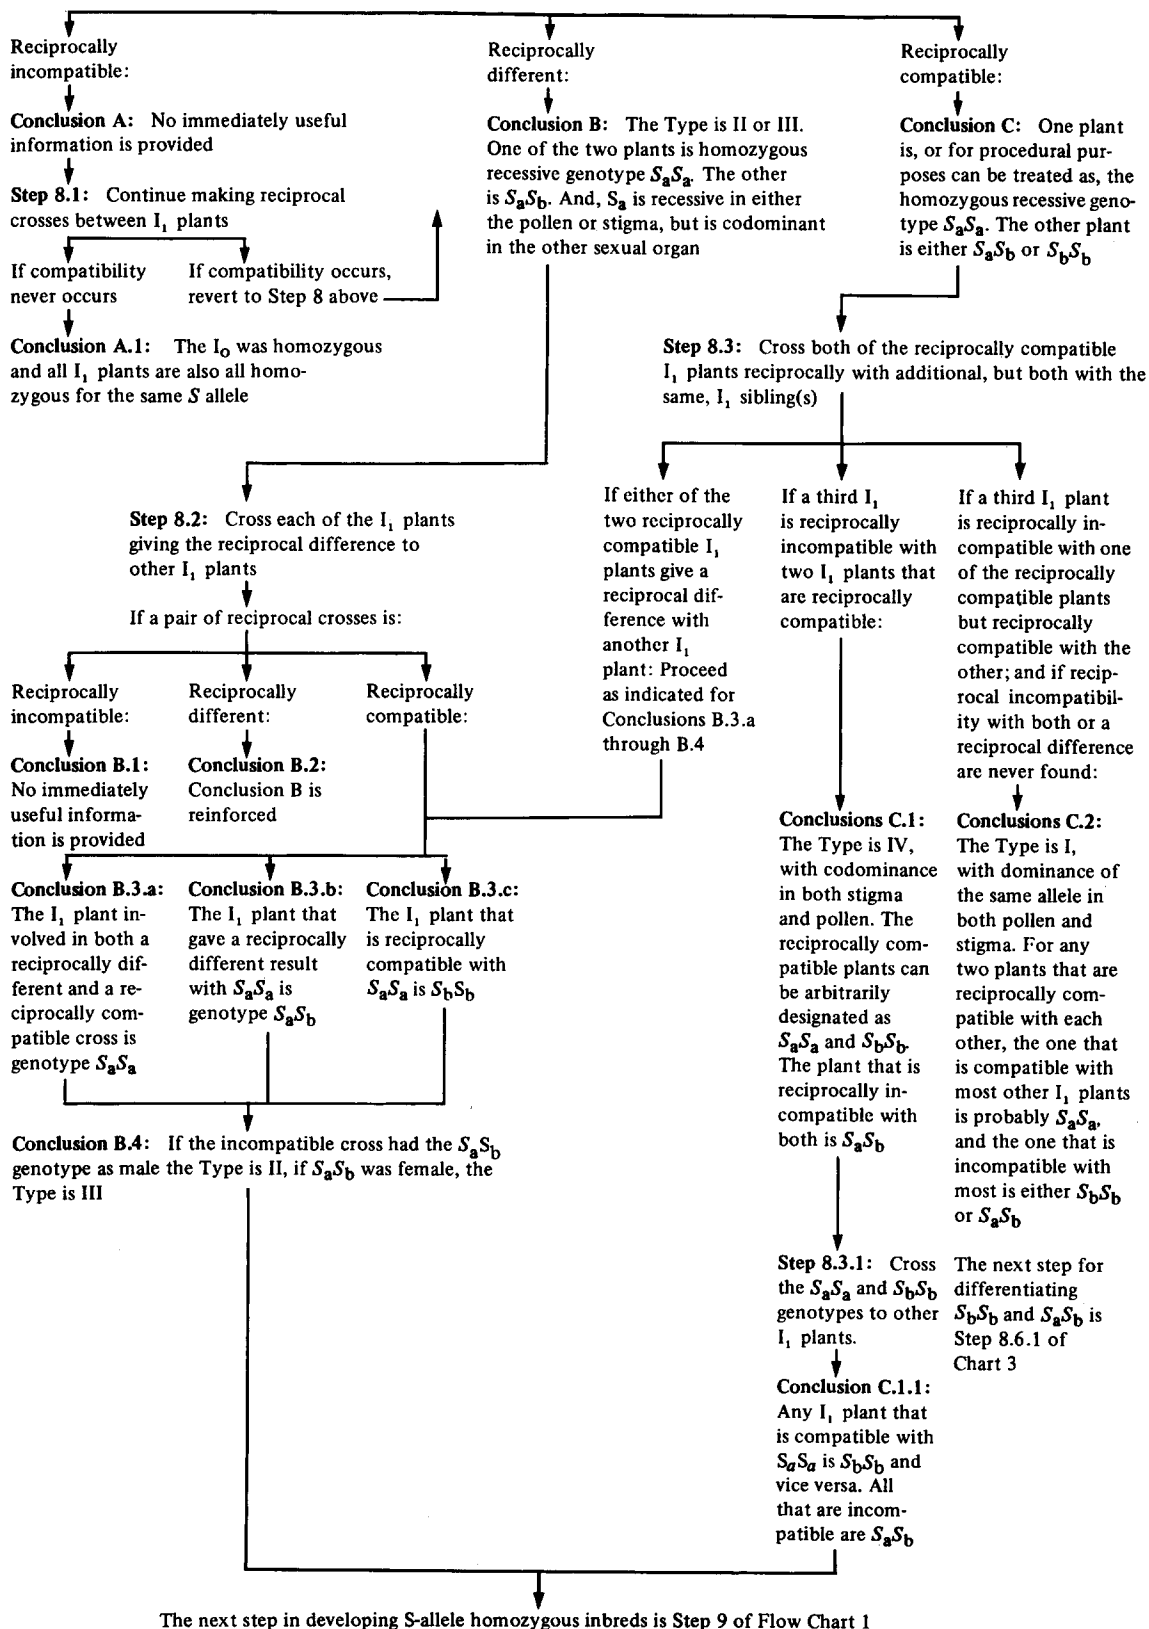 Reciprocally
incompatible:
Reciprocally
different:
Reciprocally
compatible:
Conclusion A: No immediately useful
information is provided
Step 8.1: Continue making reciprocal
crosses between I₁ plants
If compatibility
never occurs
If compatibility occurs,
revert to Step 8 above
Conclusion A.1: The I₀ was homozygous
and all I₁ plants are also all homo-
zygous for the same S allele
Conclusion B: The Type is II or III.
One of the two plants is homozygous
recessive genotype SₐSₐ. The other
is SₐS_b. And, Sₐ is recessive in either
the pollen or stigma, but is codominant
in the other sexual organ
Conclusion C: One plant
is, or for procedural pur-
poses can be treated as, the
homozygous recessive geno-
type SₐSₐ. The other plant
is either SₐS_b or S_bS_b
Step 8.3: Cross both of the reciprocally compatible
I₁ plants reciprocally with additional, but both with the
same, I₁ sibling(s)
Step 8.2: Cross each of the I₁ plants
giving the reciprocal difference to
other I₁ plants
If a pair of reciprocal crosses is:
Reciprocally
incompatible:
Reciprocally
different:
Reciprocally
compatible:
Conclusion B.1:
No immediately
useful informa-
tion is provided
Conclusion B.2:
Conclusion B is
reinforced
If either of the
two reciprocally
compatible I₁
plants give a
reciprocal dif-
ference with
another I₁
plant: Proceed
as indicated for
Conclusions B.3.a
through B.4
If a third I₁
is reciprocally
incompatible with
two I₁ plants that
are reciprocally
compatible:
If a third I₁ plant
is reciprocally in-
compatible with one
of the reciprocally
compatible plants
but reciprocally
compatible with the
other; and if recip-
rocal incompatibil-
ity with both or a
reciprocal difference
are never found:
Conclusion B.3.a:
The I₁ plant in-
volved in both a
reciprocally dif-
ferent and a re-
ciprocally com-
patible cross is
genotype SₐSₐ
Conclusion B.3.b:
The I₁ plant that
gave a reciprocally
different result
with SₐSₐ is
genotype SₐS_b
Conclusion B.3.c:
The I₁ plant that
is reciprocally
compatible with
SₐSₐ is S_bS_b
Conclusion B.4: If the incompatible cross had the SₐS_b
genotype as male the Type is II, if SₐS_b was female, the
Type is III
Conclusions C.1:
The Type is IV,
with codominance
in both stigma
and pollen. The
reciprocally com-
patible plants can
be arbitrarily
designated as
SₐSₐ and S_bS_b.
The plant that is
reciprocally in-
compatible with
both is SₐS_b
Conclusions C.2:
The Type is I,
with dominance of
the same allele in
both pollen and
stigma. For any
two plants that are
reciprocally com-
patible with each
other, the one that
is compatible with
most other I₁ plants
is probably SₐSₐ,
and the one that is
incompatible with
most is either S_bS_b
or SₐS_b
Step 8.3.1: Cross
the SₐSₐ and S_bS_b
genotypes to other
I₁ plants.
The next step for
differentiating
S_bS_b and SₐS_b is
Step 8.6.1 of
Chart 3
Conclusion C.1.1:
Any I₁ plant that
is compatible with
SₐSₐ is S_bS_b and
vice versa. All
that are incom-
patible are SₐS_b
The next step in developing S-allele homozygous inbreds is Step 9 of Flow Chart 1